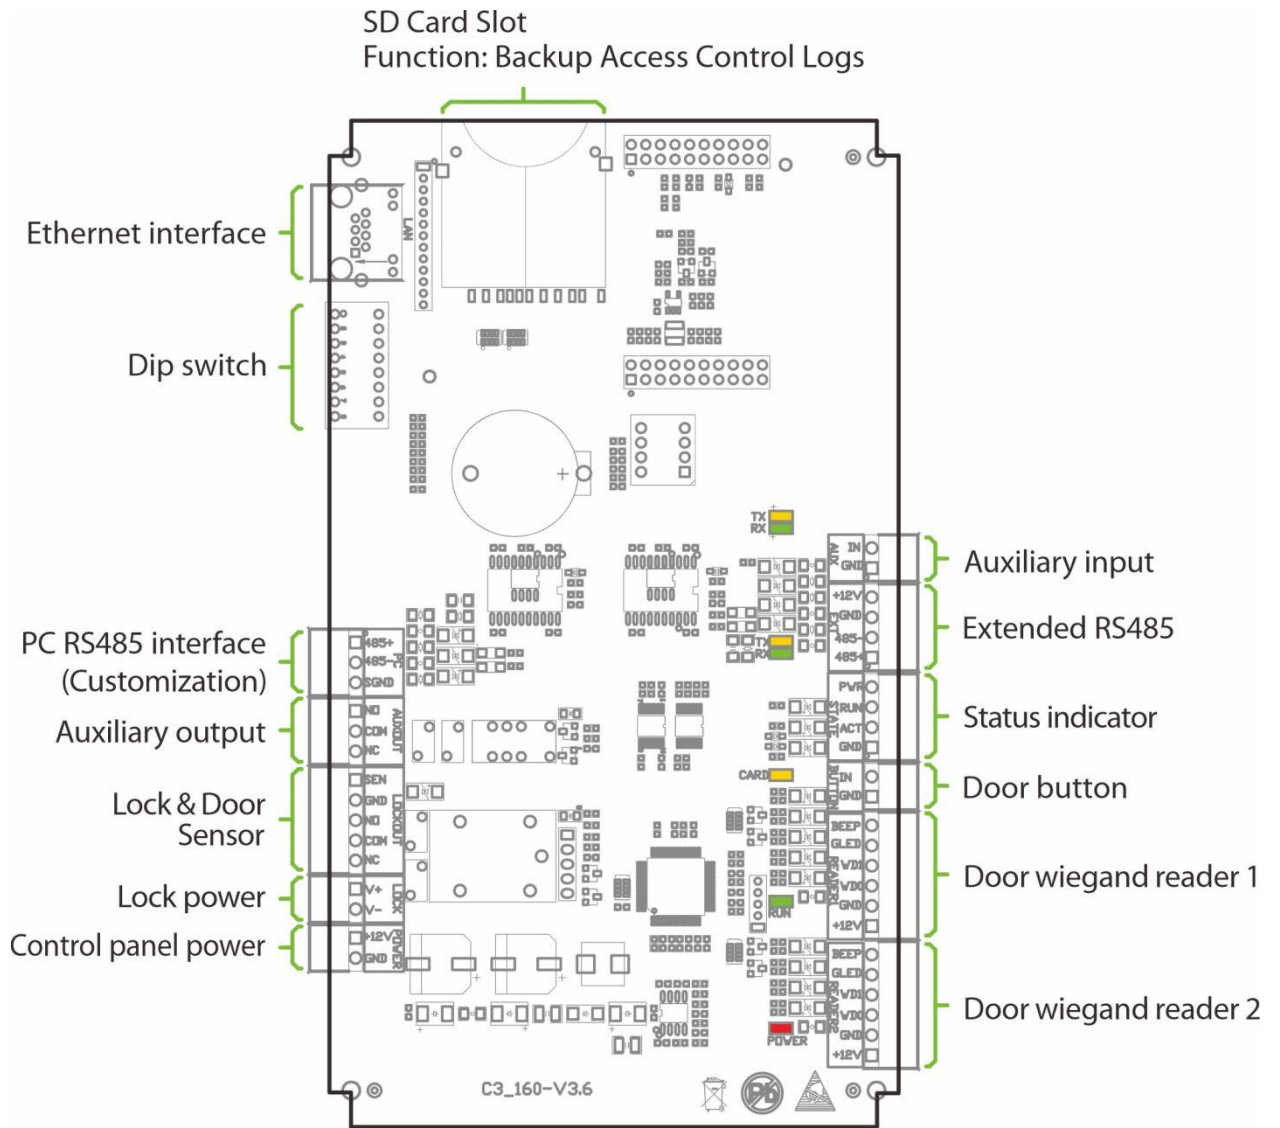 SD Card Slot
Function: Backup Access Control Logs
Ethernet interface
LAN
Dip switch
TX
RX
PC RS485 interface
(Customization)
485+
485-
SGND
PC
Auxiliary output
NO
COM
NC
AUXOUT
Lock & Door
Sensor
SEN
GND
NO
COM
NC
LOCKOUT
Lock power
V+
V-
LOCK
Control panel power
+12V
GND
POWER
AUX
IN
GND
Auxiliary input
EXT
+12V
GND
485-
485+
Extended RS485
TX
RX
STATE
PWR
RUN
ACT
GND
Status indicator
CARD
BUTTON
IN
GND
Door button
READER1
BEEP
GLED
WD1
WD0
GND
+12V
Door wiegand reader 1
RUN
READER2
BEEP
GLED
WD1
WD0
GND
+12V
Door wiegand reader 2
POWER
C3_160-V3.6
Pb